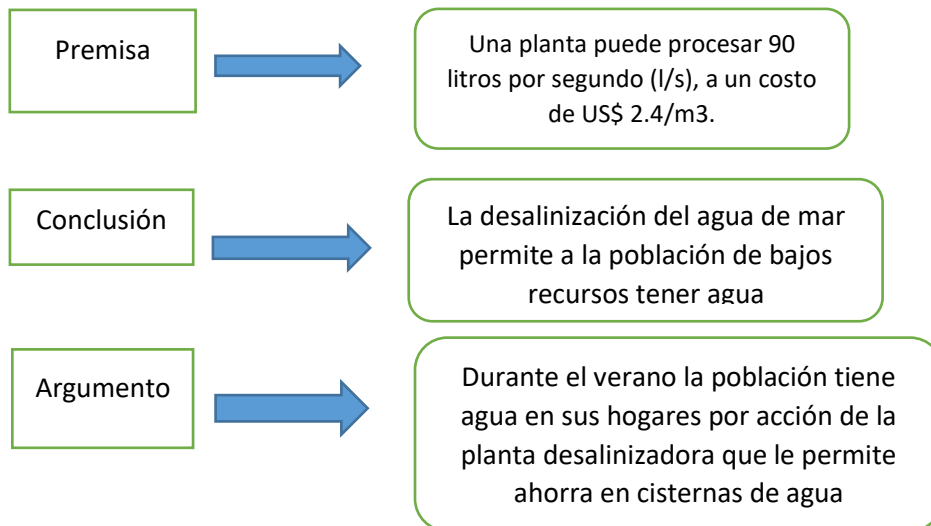 Premisa
Una planta puede procesar 90
litros por segundo (l/s), a un costo
de US$ 2.4/m3.
Conclusión
La desalinización del agua de mar
permite a la población de bajos
recursos tener agua
Argumento
Durante el verano la población tiene
agua en sus hogares por acción de la
planta desalinizadora que le permite
ahorra en cisternas de agua